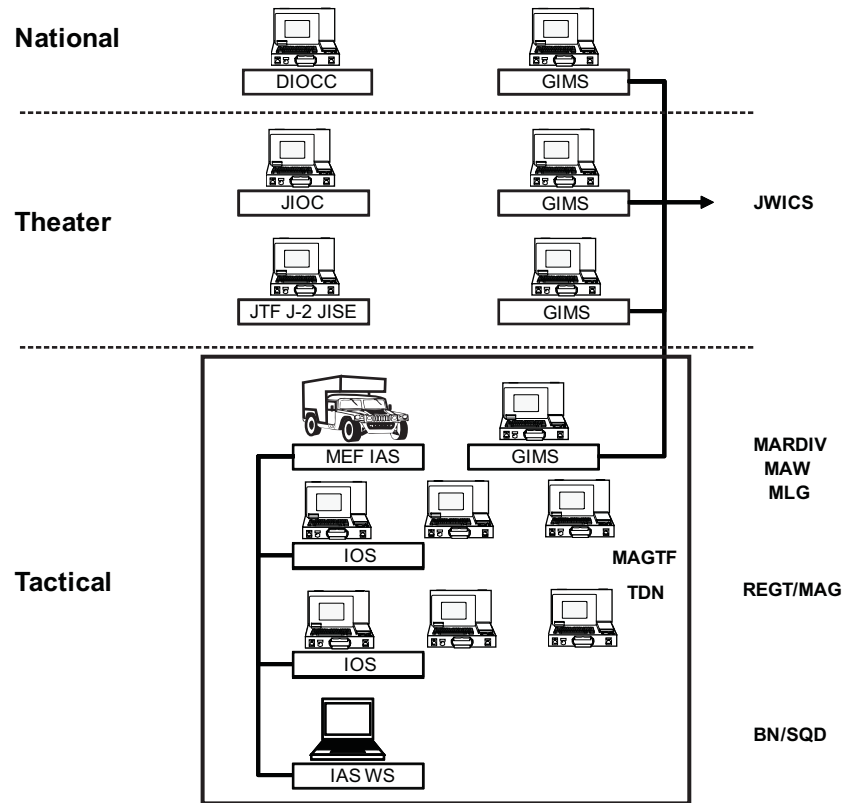 National
DIOCC
GIMS
Theater
JIOC
GIMS
JWICS
JTF J-2 JISE
GIMS
Tactical
MEF IAS
GIMS
MARDIV
MAW
MLG
IOS
MAGTF
TDN
REGT/MAG
IOS
BN/SQD
IAS WS